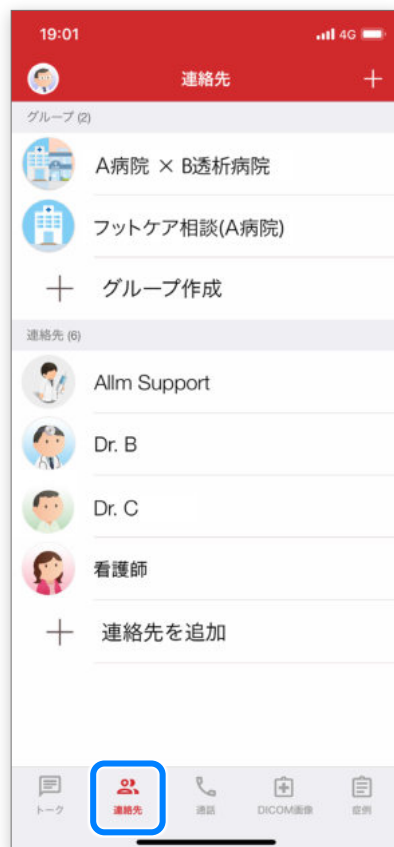 19:01
4G
連絡先
グループ (2)
A病院 × B透析病院
フットケア相談(A病院)
グループ作成
連絡先 (6)
Allm Support
Dr. B
Dr. C
看護師
連絡先を追加
トーク 連絡先 通話 DICOM画像 症例